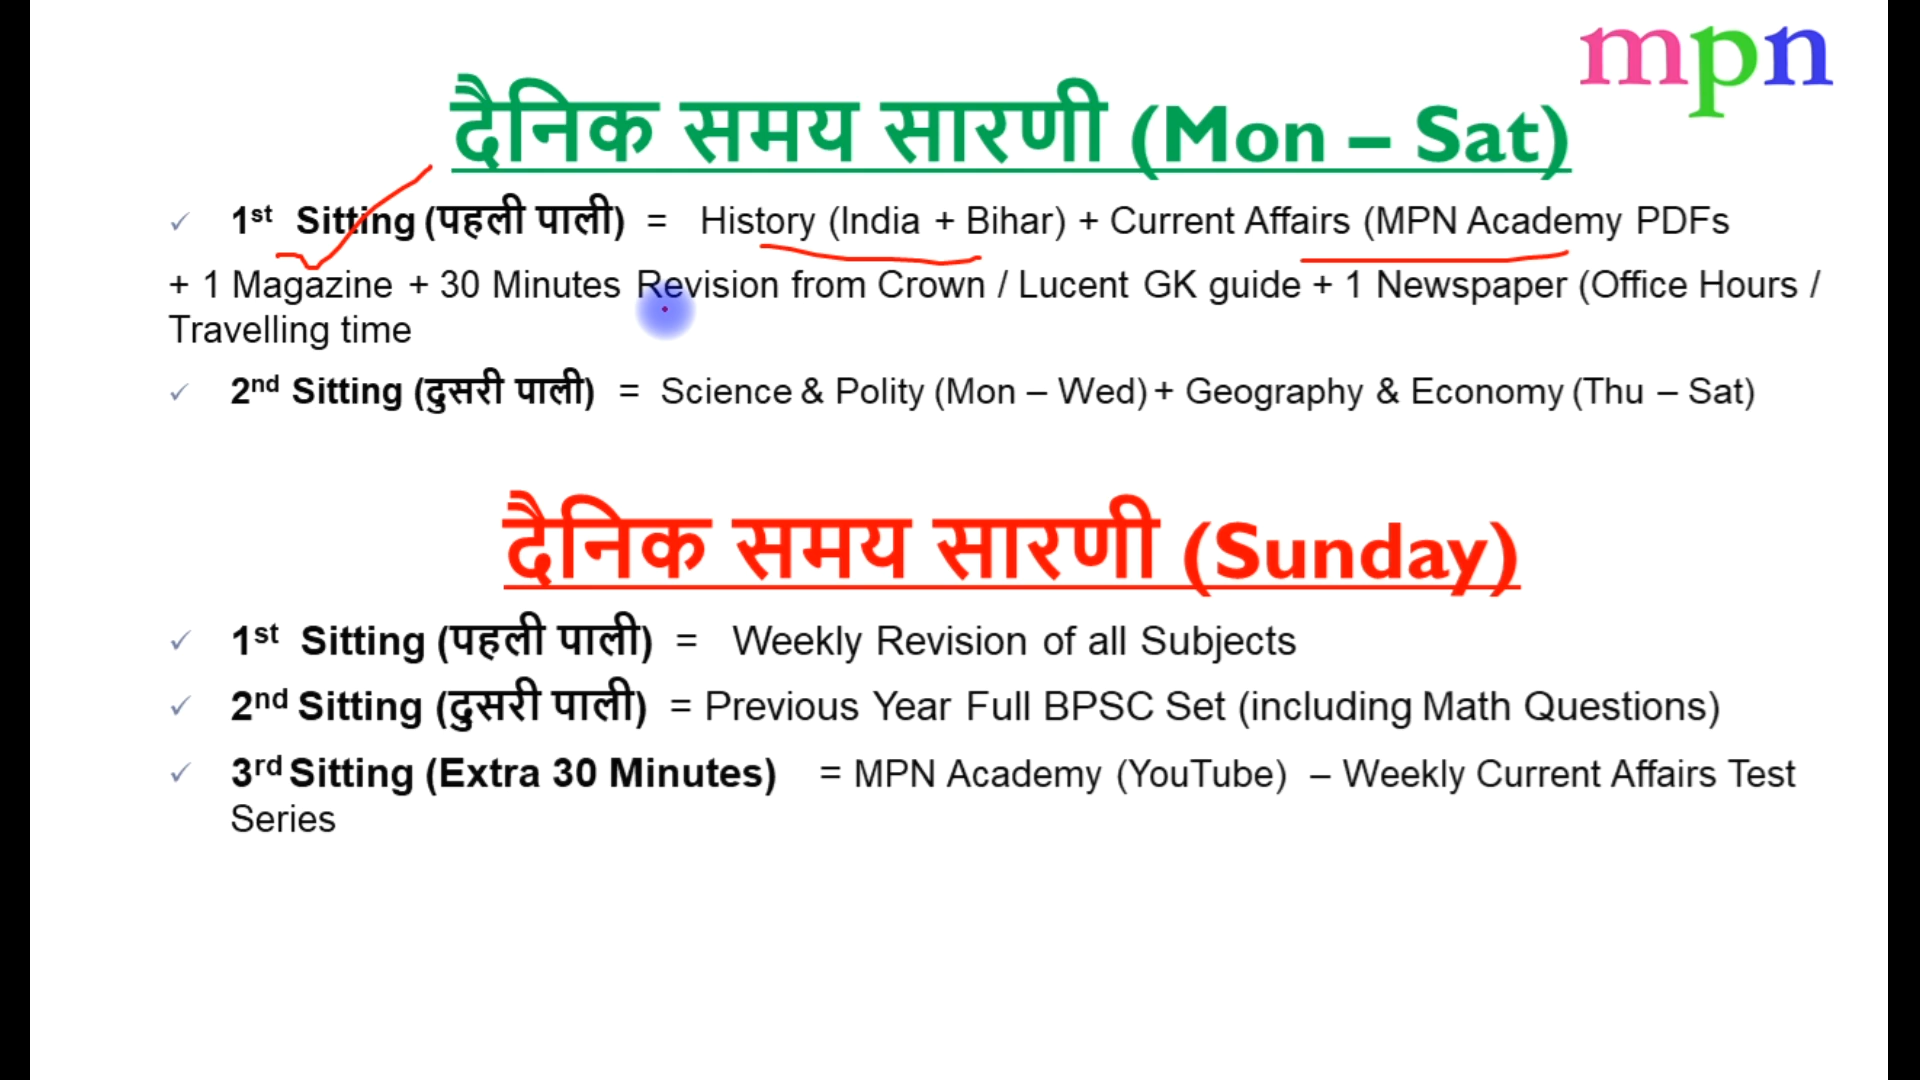 mpn
दैनिक समय सारणी (Mon – Sat)
✓ 1st Sitting (पहली पाली) = History (India + Bihar) + Current Affairs (MPN Academy PDFs
+ 1 Magazine + 30 Minutes Revision from Crown / Lucent GK guide + 1 Newspaper (Office Hours /
Travelling time
✓ 2nd Sitting (दुसरी पाली) = Science & Polity (Mon – Wed) + Geography & Economy (Thu – Sat)
दैनिक समय सारणी (Sunday)
✓ 1st Sitting (पहली पाली) = Weekly Revision of all Subjects
✓ 2nd Sitting (दुसरी पाली) = Previous Year Full BPSC Set (including Math Questions)
✓ 3rd Sitting (Extra 30 Minutes) = MPN Academy (YouTube) – Weekly Current Affairs Test
Series